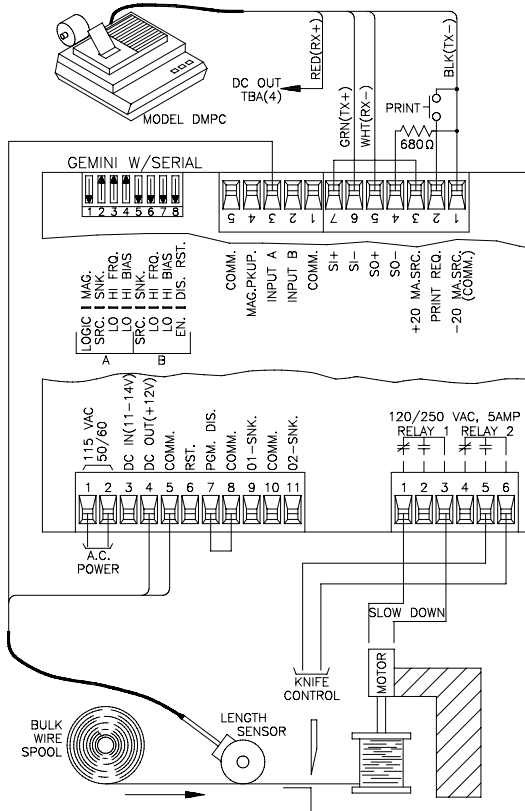 RED(RX+)
BLK(TX-)
DC OUT
TBA(4)
GRN(TX+)
WHT(RX-)
PRINT
680Ω
MODEL DMPC
GEMINI W/SERIAL
1 2 3 4 5 6 7 8
5 4 3 2 1 7 6 5 4 3 2 1
LOGIC MAG.
SRC. SNK.
LO HI FRQ.
LO HI BIAS
SRC. SNK.
LO HI FRQ.
LO HI BIAS
EN. DIS. RST.
A B
COMM.
MAG.PKUP.
INPUT A
INPUT B
COMM.
SI+
SI-
SO+
SO-
+20 MA.SRC.
PRINT REQ.
-20 MA.SRC.
(COMM.)
115 VAC
50/60
DC IN(11-14V)
DC OUT(+12V)
COMM.
RST.
PGM. DIS.
COMM.
O1-SNK.
COMM.
O2-SNK.
120/250 VAC, 5AMP
RELAY 1 RELAY 2
1 2 3 4 5 6 7 8 9 10 11
1 2 3 4 5 6
A.C.
POWER
SLOW DOWN
KNIFE
CONTROL
MOTOR
BULK
WIRE
SPOOL
LENGTH
SENSOR